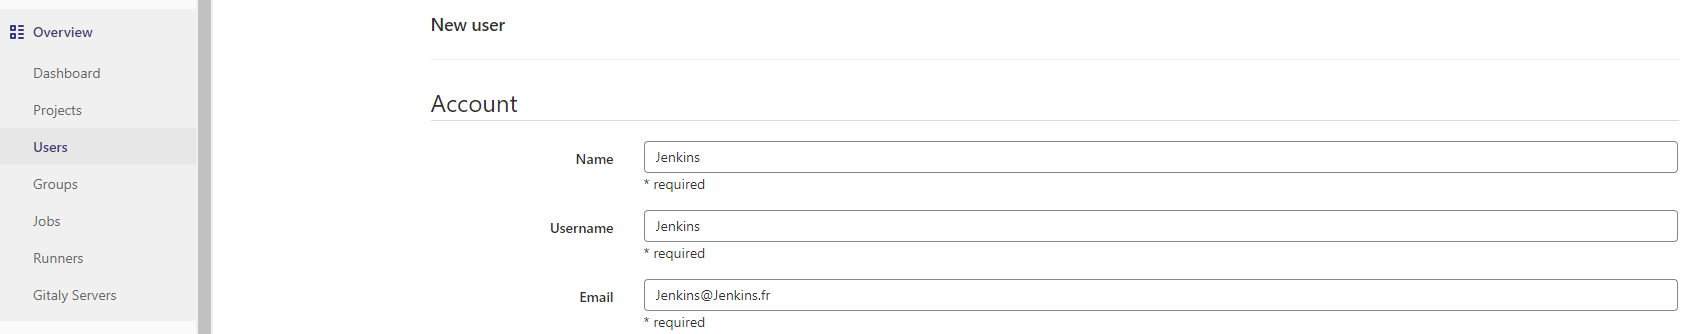 Overview
Dashboard
Projects
Users
Groups
Jobs
Runners
Gitaly Servers
New user
Account
Name
Jenkins
* required
Username
Jenkins
* required
Email
Jenkins@Jenkins.fr
* required